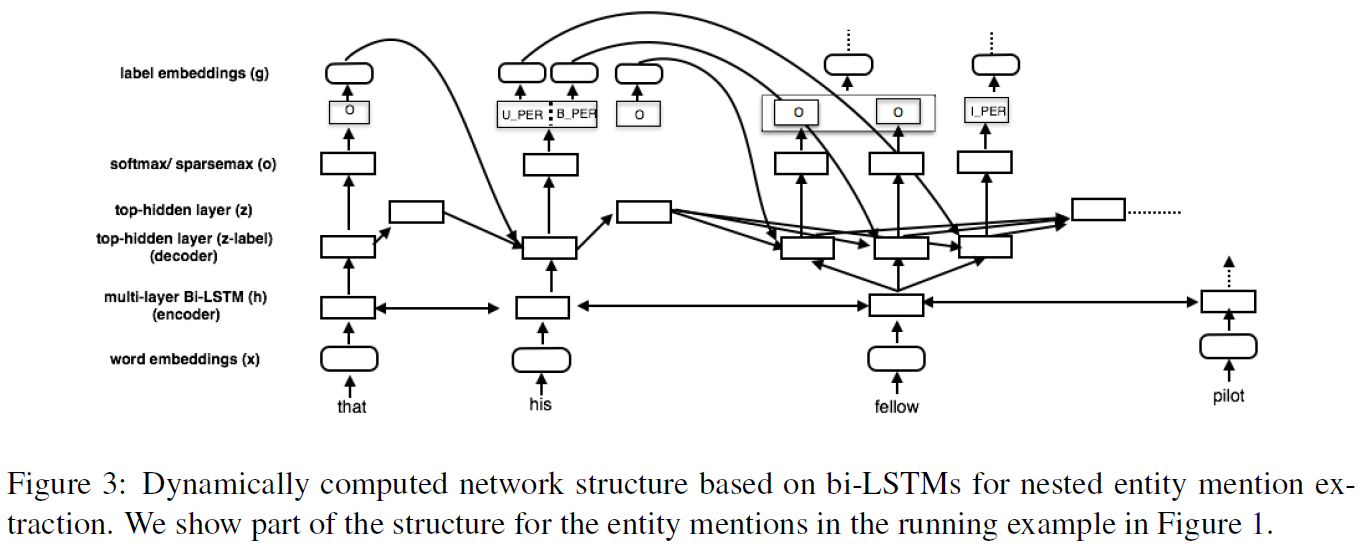 label embeddings (g)
O
U_PER B_PER
O
O
O
I_PER
softmax/ sparsemax (o)
top-hidden layer (z)
top-hidden layer (z-label)
(decoder)
multi-layer Bi-LSTM (h)
(encoder)
word embeddings (x)
that
his
fellow
pilot
Figure 3: Dynamically computed network structure based on bi-LSTMs for nested entity mention ex-
traction. We show part of the structure for the entity mentions in the running example in Figure 1.